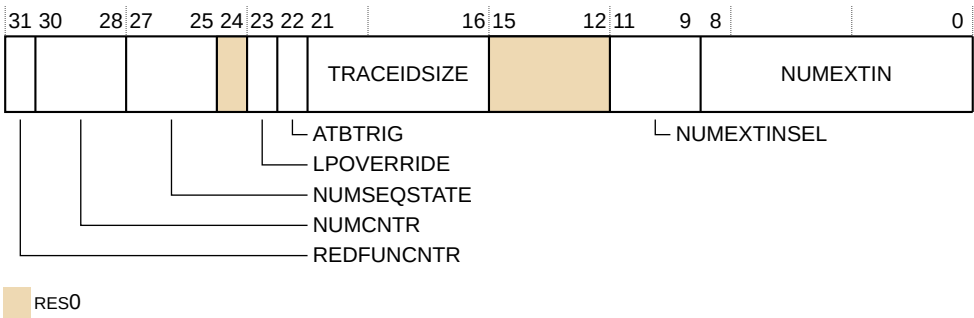 31 30 28 27 25 24 23 22 21 16 15 12 11 9 8 0
TRACEIDSIZE NUMEXTIN
ATBTRIG NUMEXTINSEL
LPOVERRIDE
NUMSEQSTATE
NUMCNTR
REDFUNCNTR
RES0